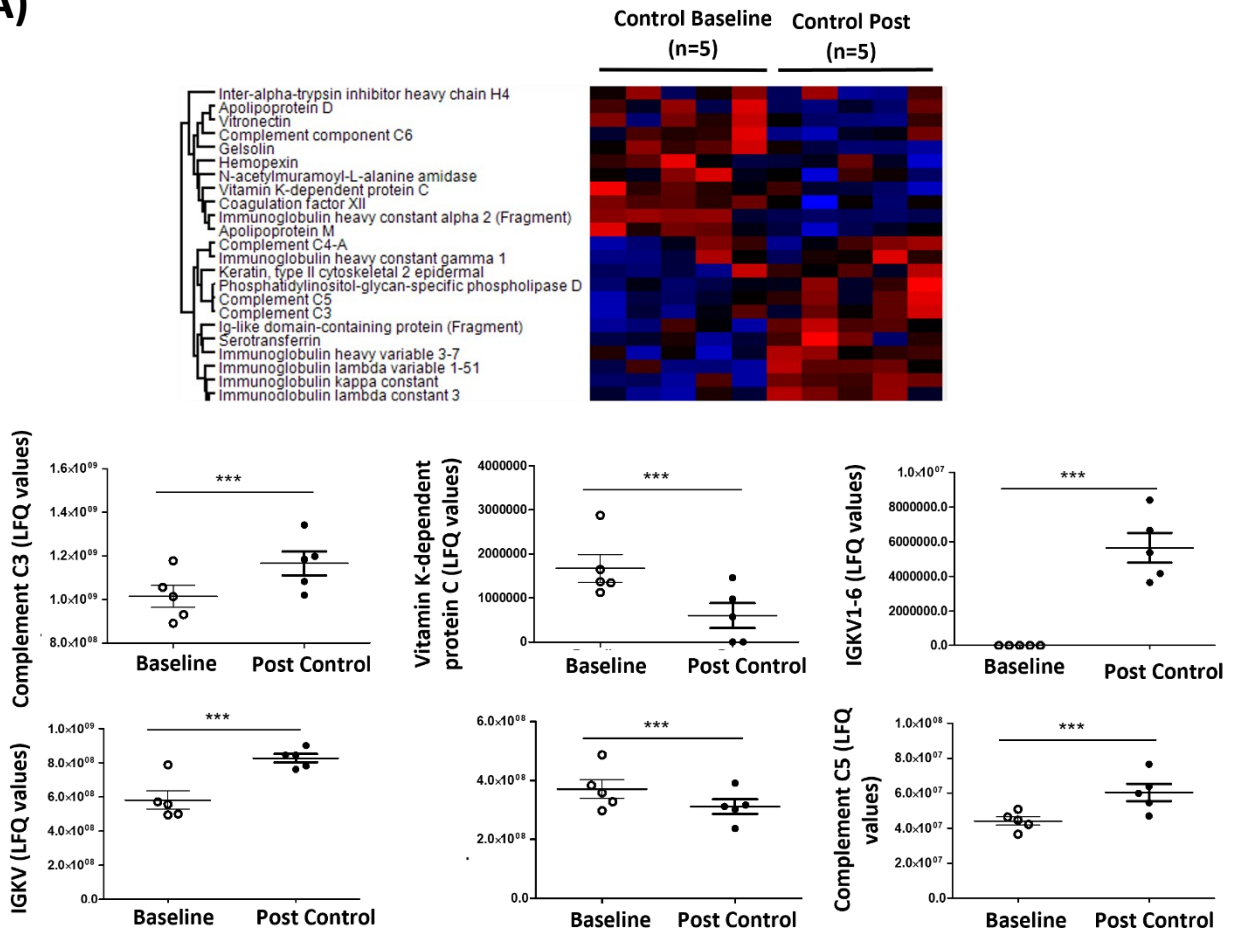 A)
Control Baseline
(n=5)
Control Post
(n=5)
Inter-alpha-trypsin inhibitor heavy chain H4
Apolipoprotein D
Vitronectin
Complement component C6
Gelsolin
Hemopexin
N-acetylmuramoyl-L-alanine amidase
Vitamin K-dependent protein C
Coagulation factor XII
Immunoglobulin heavy constant alpha 2 (Fragment)
Apolipoprotein M
Complement C4-A
Immunoglobulin heavy constant gamma 1
Keratin, type II cytoskeletal 2 epidermal
Phosphatidylinositol-glycan-specific phospholipase D
Complement C5
Complement C3
Ig-like domain-containing protein (Fragment)
Serotransferrin
Immunoglobulin heavy variable 3-7
Immunoglobulin lambda variable 1-51
Immunoglobulin kappa constant
Immunoglobulin lambda constant 3
Complement C3 (LFQ values)
1.6×10⁰⁹
1.4×10⁰⁹
1.2×10⁰⁹
1.0×10⁰⁹
8.0×10⁰⁸
***
Baseline
Post Control
Vitamin K-dependent
protein C (LFQ values)
4000000
3000000
2000000
1000000
0
***
Baseline
Post Control
IGKV1-6 (LFQ values)
1.0×10⁰⁷
8000000.0
6000000.0
4000000.0
2000000.0
0.0
***
Baseline
Post Control
IGKV (LFQ values)
1.0×10⁰⁹
8.0×10⁰⁸
6.0×10⁰⁸
4.0×10⁰⁸
2.0×10⁰⁸
0.0
***
Baseline
Post Control
6.0×10⁰⁸
4.0×10⁰⁸
2.0×10⁰⁸
0.0
***
Baseline
Post Control
Complement C5 (LFQ
values)
1.0×10⁰⁸
8.0×10⁰⁷
6.0×10⁰⁷
4.0×10⁰⁷
2.0×10⁰⁷
0.0
***
Baseline
Post Control